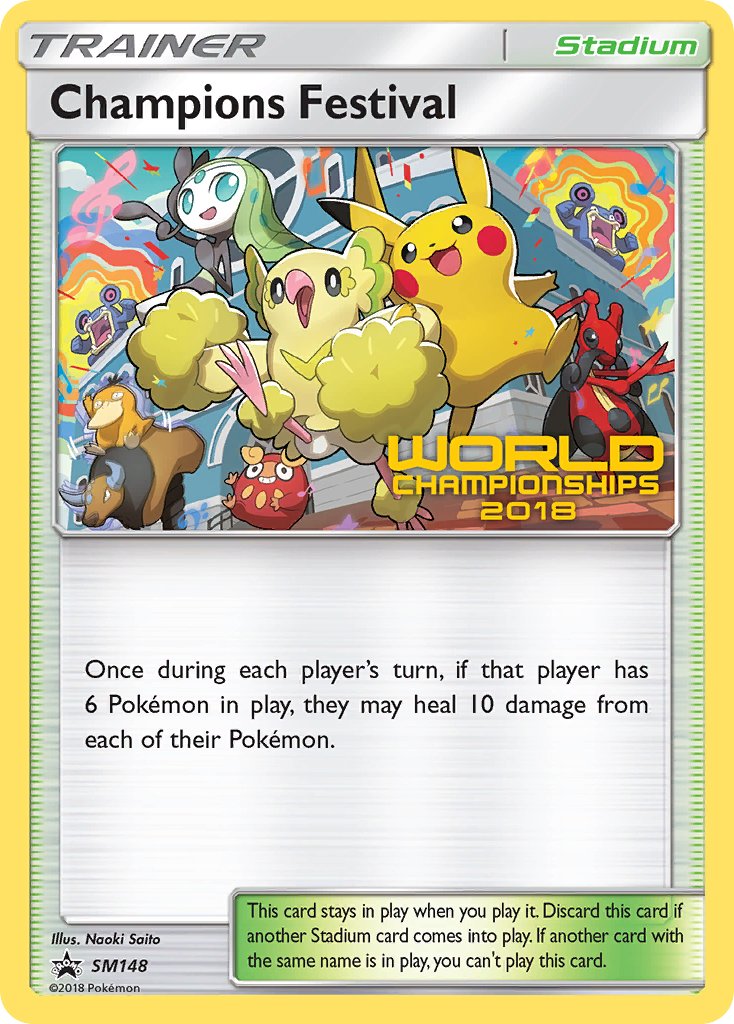 TRAINER
Stadium
Champions Festival
WORLD
CHAMPIONSHIPS
2018
Once during each player's turn, if that player has
6 Pokémon in play, they may heal 10 damage from
each of their Pokémon.
This card stays in play when you play it. Discard this card if
another Stadium card comes into play. If another card with
the same name is in play, you can't play this card.
Illus. Naoki Saito
SM148
©2018 Pokémon